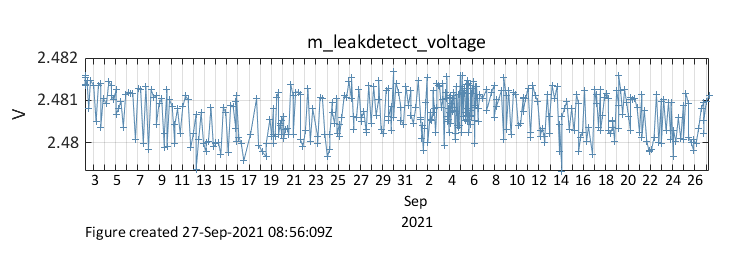 m_leakdetect_voltage
2.482
2.481
2.48
V
3 5 7 9 11 13 15 17 19 21 23 25 27 29 31 2 4 6 8 10 12 14 16 18 20 22 24 26
Sep
2021
Figure created 27-Sep-2021 08:56:09Z